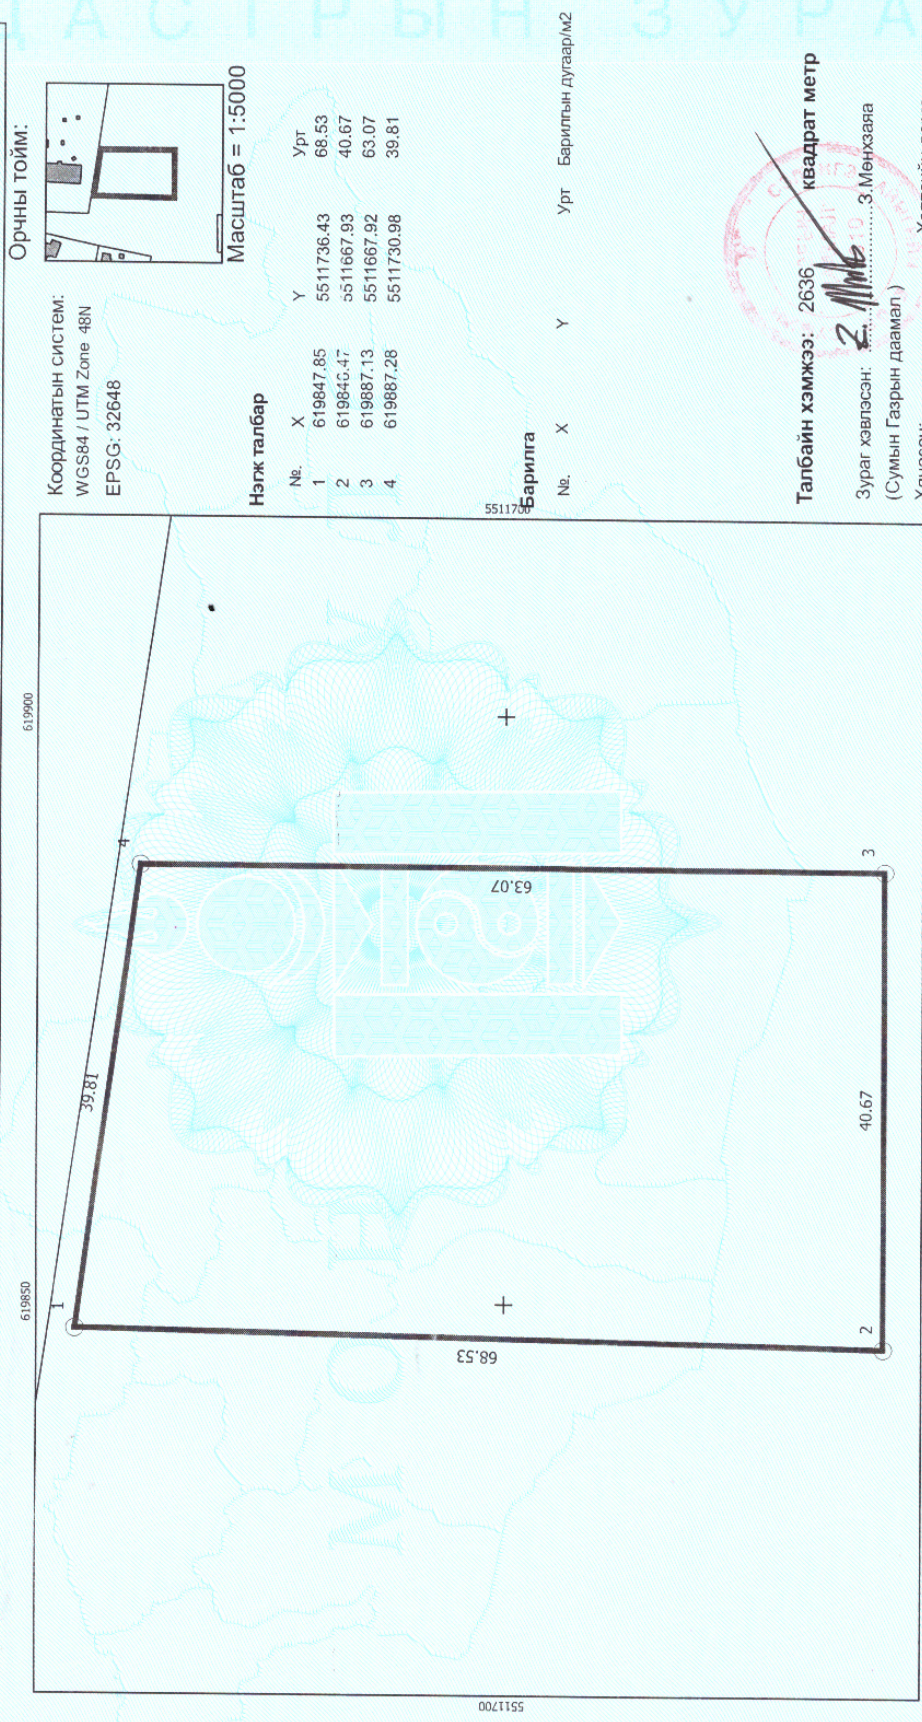 ДАСТРЫН ЗУРА
Орчны тойм:
Масштаб = 1:5000
Координатын систем:
WGS84 / UTM Zone 48N
EPSG: 32648
Нэгж талбар
№. X Y Урт
1 619847.85 5511736.43 68.53
2 619846.47 5511667.93 40.67
3 619887.13 5511667.92 63.07
4 619887.28 5511730.98 39.81
Барилга
№. X Y Урт Барилгын дугаар/м2
Талбайн хэмжээ: 2636 квадрат метр
Зураг хэвлэсэн: З.Мөнхзаяа
(Сумын Газрын даамал)
619850
619900
5511700
5511700
1
4
39.81
68.53
63.07
2
40.67
3
МОН